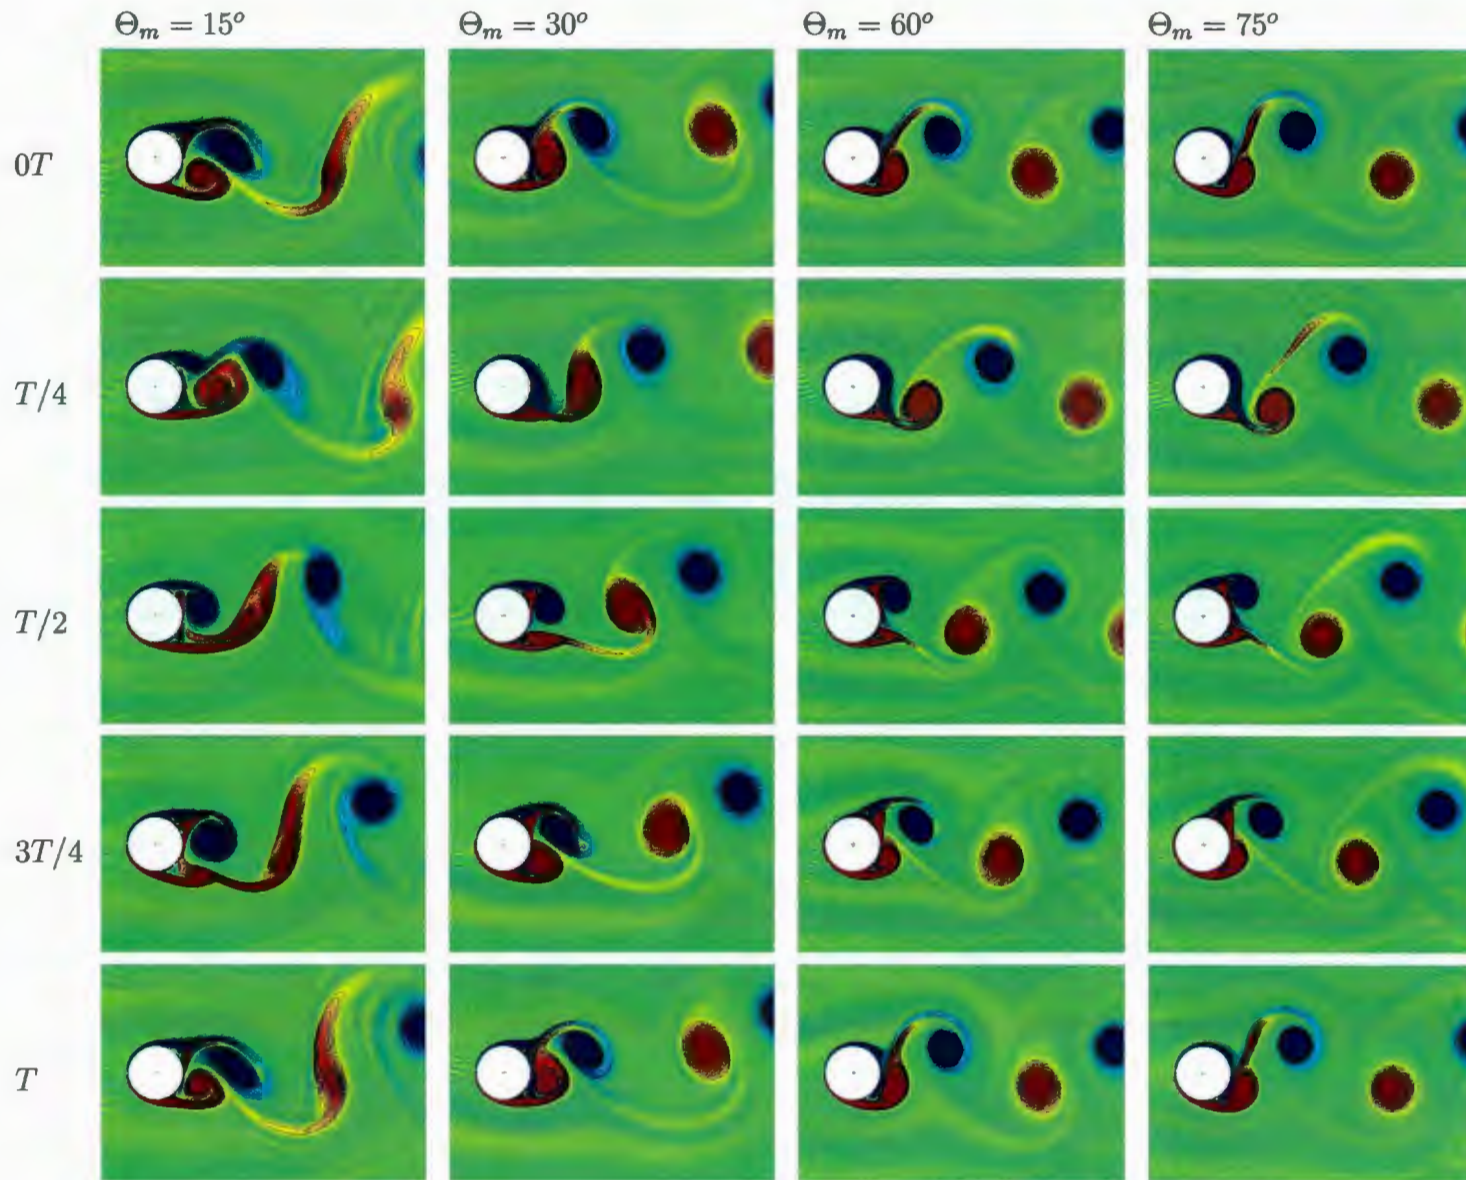 Θₘ = 15° Θₘ = 30° Θₘ = 60° Θₘ = 75°
0T
T/4
T/2
3T/4
T